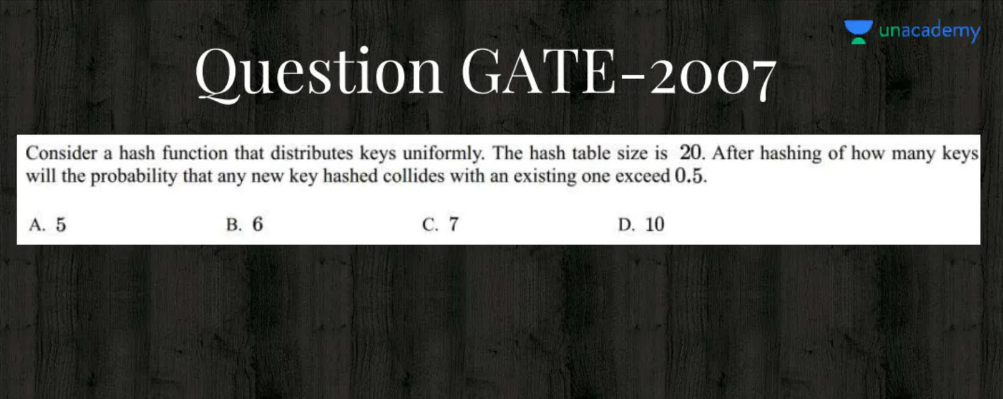 unacademy
Question GATE-2007
Consider a hash function that distributes keys uniformly. The hash table size is 20. After hashing of how many keys
will the probability that any new key hashed collides with an existing one exceed 0.5.
A. 5 B. 6 C. 7 D. 10